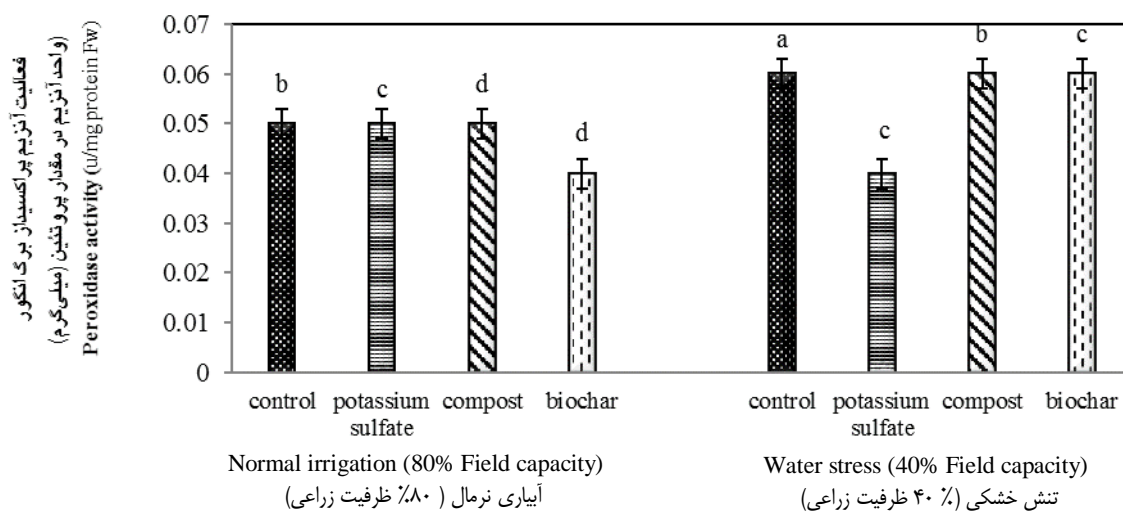 فعالیت آنزیم پراکسیداز برگ انگور
(واحد آنزیم در مقدار پروتئین (میلی‌گرم)
Peroxidase activity (u/mg protein Fw)
0.07
0.06
0.05
0.04
0.03
0.02
0.01
0
b
c
d
d
a
c
b
c
control
potassium
sulfate
compost
biochar
control
potassium
sulfate
compost
biochar
Normal irrigation (80% Field capacity)
آبیاری نرمال ( ۸۰٪ ظرفیت زراعی)
Water stress (40% Field capacity)
تنش خشکی (٪ ۴۰ ظرفیت زراعی)